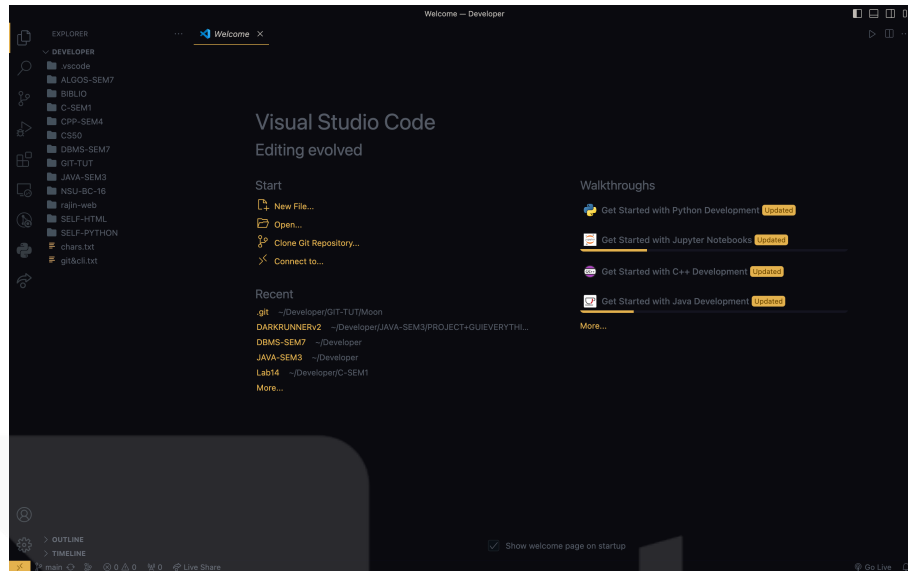 Welcome — Developer
EXPLORER
Welcome
DEVELOPER
.vscode
ALGOS-SEM7
BIBLIO
C-SEM1
CPP-SEM4
CS50
DBMS-SEM7
GIT-TUT
JAVA-SEM3
NSU-BC-16
rajin-web
SELF-HTML
SELF-PYTHON
chars.txt
git&cli.txt
Visual Studio Code
Editing evolved
Start
New File...
Open...
Clone Git Repository...
Connect to...
Recent
.git ~/Developer/GIT-TUT/Moon
DARKRUNNERv2 ~/Developer/JAVA-SEM3/PROJECT+GUIEVERYTHI...
DBMS-SEM7 ~/Developer
JAVA-SEM3 ~/Developer
Lab14 ~/Developer/C-SEM1
More...
Walkthroughs
Get Started with Python Development Updated
Get Started with Jupyter Notebooks Updated
Get Started with C++ Development Updated
Get Started with Java Development Updated
More...
Show welcome page on startup
OUTLINE
TIMELINE
main 0 0 0 Live Share
Go Live